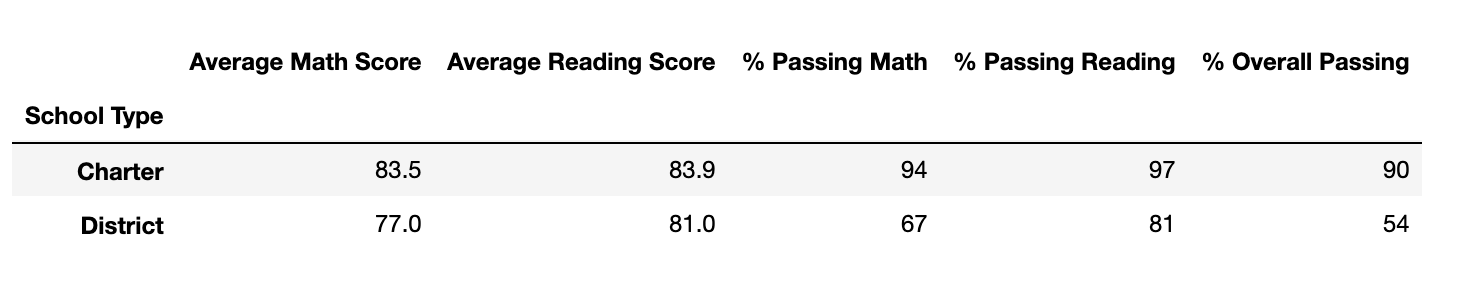 Average Math Score Average Reading Score % Passing Math % Passing Reading % Overall Passing
School Type
Charter 83.5 83.9 94 97 90
District 77.0 81.0 67 81 54